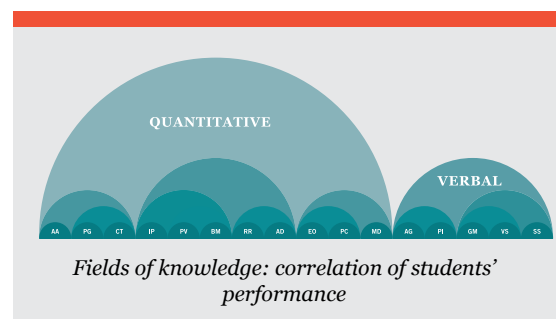 QUANTITATIVE
VERBAL
AA PG CT IP PV BM RR AD EO PC MD AG PI GM VS SS
Fields of knowledge: correlation of students’
performance